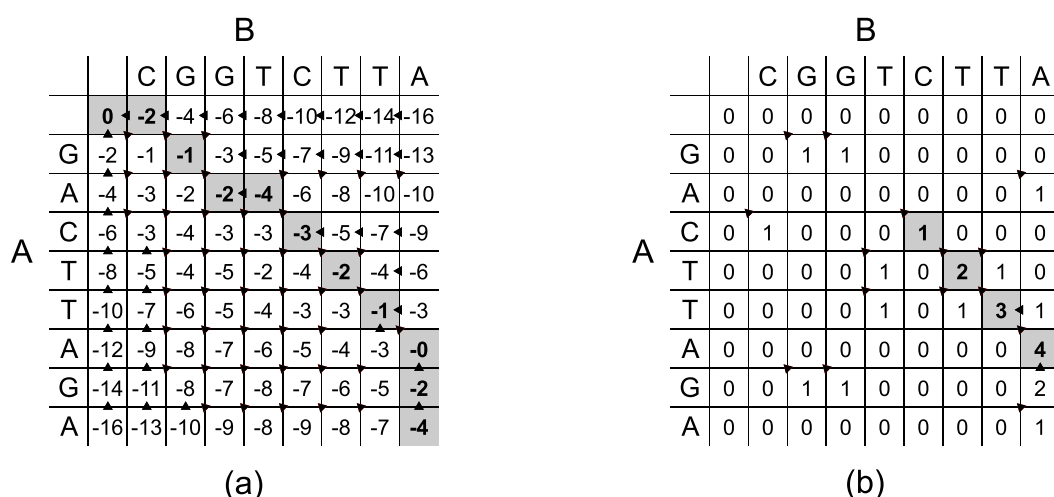 B B
C G G T C T T A C G G T C T T A
0 -2 -4 -6 -8 -10 -12 -14 -16 0 0 0 0 0 0 0 0 0
G -2 -1 -1 -3 -5 -7 -9 -11 -13 G 0 0 1 1 0 0 0 0 0
A -4 -3 -2 -2 -4 -6 -8 -10 -10 A 0 0 0 0 0 0 0 0 1
A C -6 -3 -4 -3 -3 -3 -5 -7 -9 A C 0 1 0 0 0 1 0 0 0
T -8 -5 -4 -5 -2 -4 -2 -4 -6 T 0 0 0 0 1 0 2 1 0
T -10 -7 -6 -5 -4 -3 -3 -1 -3 T 0 0 0 0 1 0 1 3 1
A -12 -9 -8 -7 -6 -5 -4 -3 -0 A 0 0 0 0 0 0 0 0 4
G -14 -11 -8 -7 -8 -7 -6 -5 -2 G 0 0 1 1 0 0 0 0 2
A -16 -13 -10 -9 -8 -9 -8 -7 -4 A 0 0 0 0 0 0 0 0 1
(a) (b)